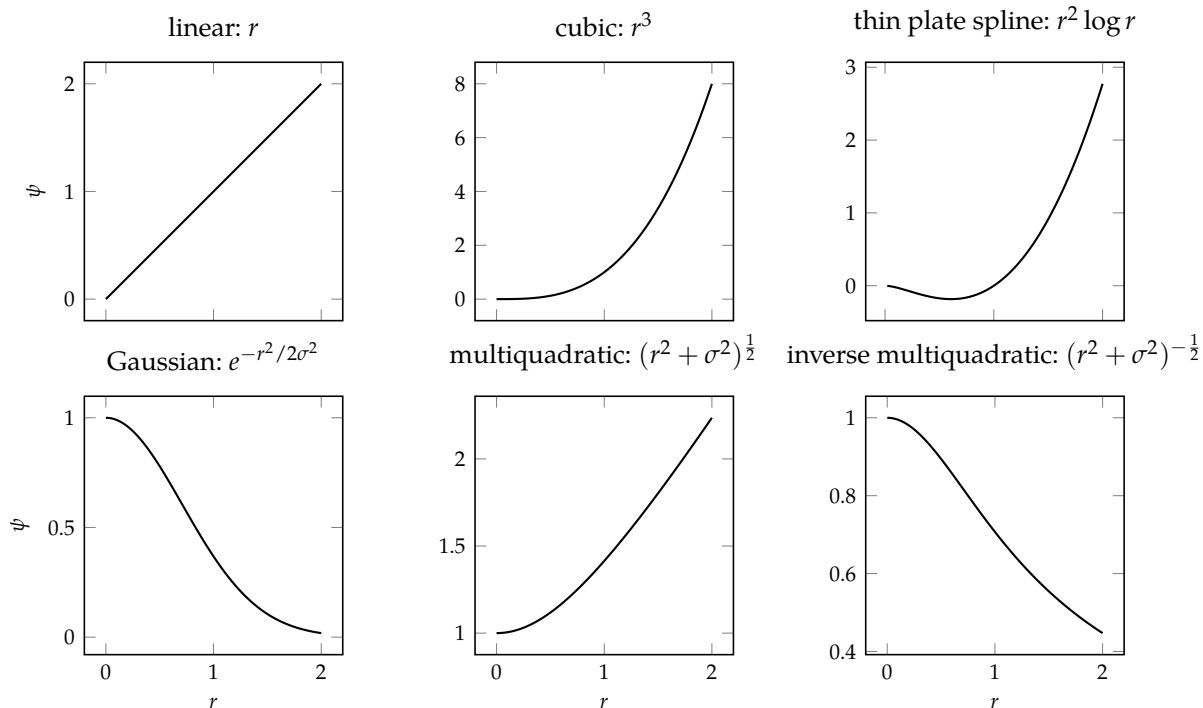 linear: r
cubic: r³
thin plate spline: r² log r
2
1
0
ψ
8
6
4
2
0
3
2
1
0
Gaussian: e^{−r²/2σ²}
multiquadratic: (r² + σ²)^{1/2}
inverse multiquadratic: (r² + σ²)^{−1/2}
1
0.5
0
ψ
0 1 2
r
2
1.5
1
0 1 2
r
1
0.8
0.6
0.4
0 1 2
r